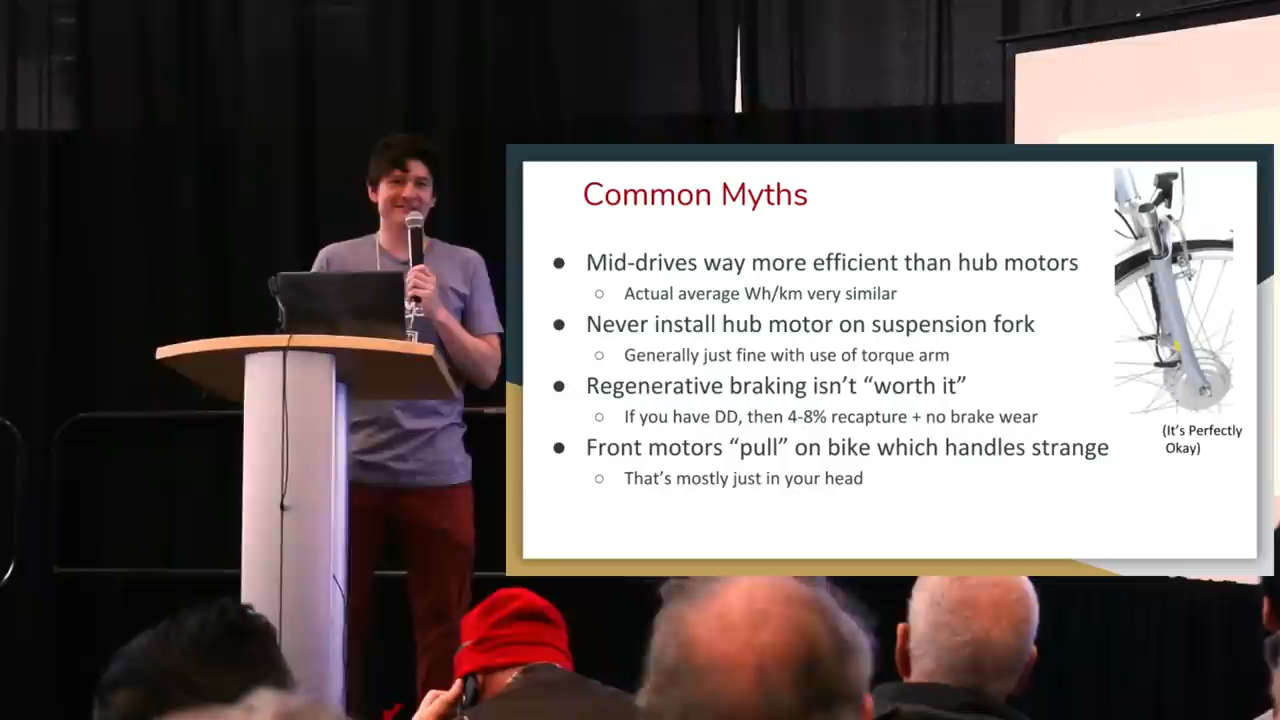 Common Myths
● Mid-drives way more efficient than hub motors
○ Actual average Wh/km very similar
● Never install hub motor on suspension fork
○ Generally just fine with use of torque arm
● Regenerative braking isn’t “worth it”
○ If you have DD, then 4-8% recapture + no brake wear
● Front motors “pull” on bike which handles strange
○ That’s mostly just in your head
(It’s Perfectly
Okay)